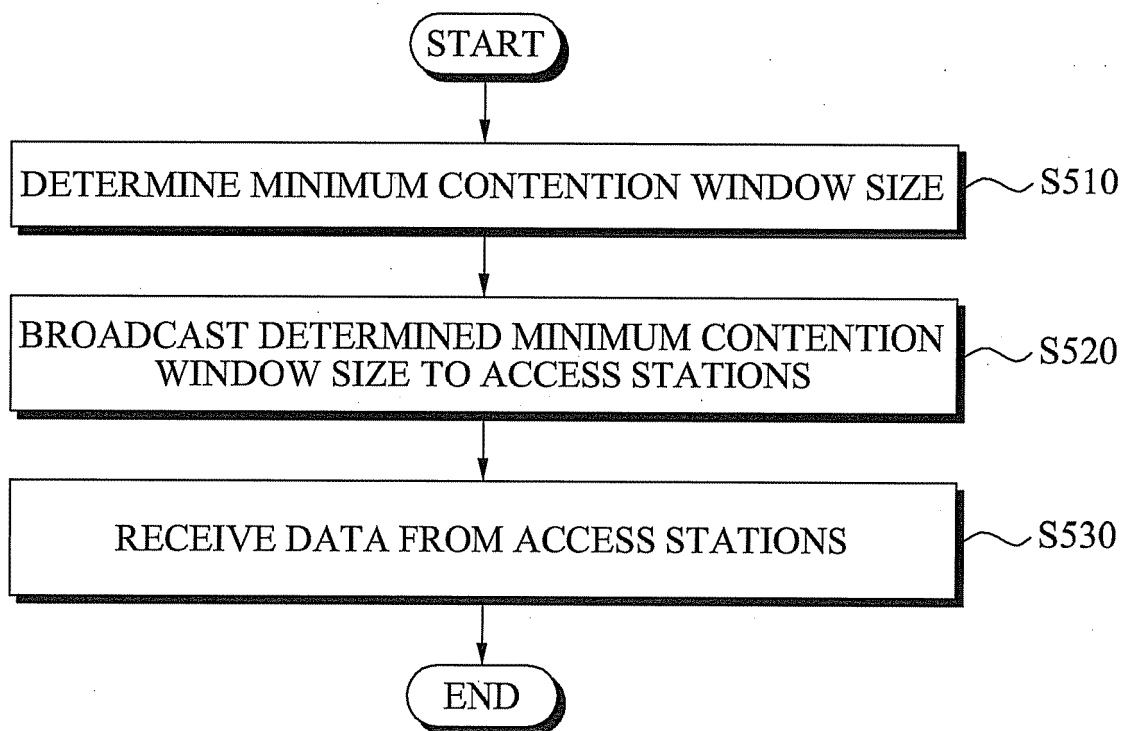 START
DETERMINE MINIMUM CONTENTION WINDOW SIZE
S510
BROADCAST DETERMINED MINIMUM CONTENTION
WINDOW SIZE TO ACCESS STATIONS
S520
RECEIVE DATA FROM ACCESS STATIONS
S530
END